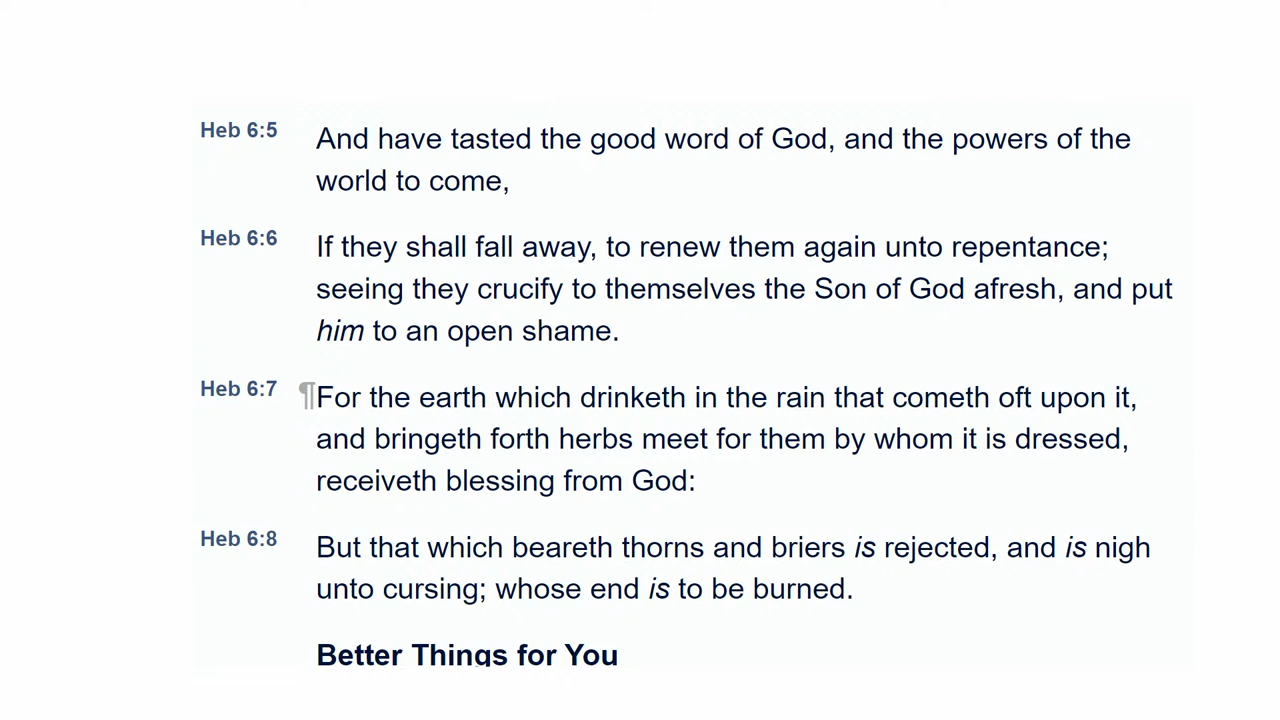 Heb 6:5 And have tasted the good word of God, and the powers of the
world to come,
Heb 6:6 If they shall fall away, to renew them again unto repentance;
seeing they crucify to themselves the Son of God afresh, and put
him to an open shame.
Heb 6:7 ¶For the earth which drinketh in the rain that cometh oft upon it,
and bringeth forth herbs meet for them by whom it is dressed,
receiveth blessing from God:
Heb 6:8 But that which beareth thorns and briers is rejected, and is nigh
unto cursing; whose end is to be burned.
Better Things for You